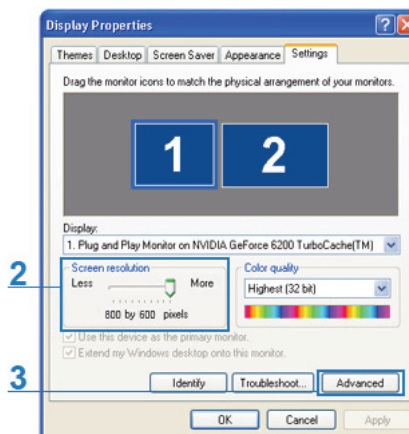 Display Properties
Themes Desktop Screen Saver Appearance Settings
Drag the monitor icons to match the physical arrangement of your monitors.
1 2
Display:
1. Plug and Play Monitor on NVIDIA GeForce 6200 TurboCache(TM)
2
Screen resolution
Less More
800 by 600 pixels
Color quality
Highest (32 bit)
Use this device as the primary monitor.
Extend my Windows desktop onto this monitor.
3
Identify Troubleshoot... Advanced
OK Cancel Apply